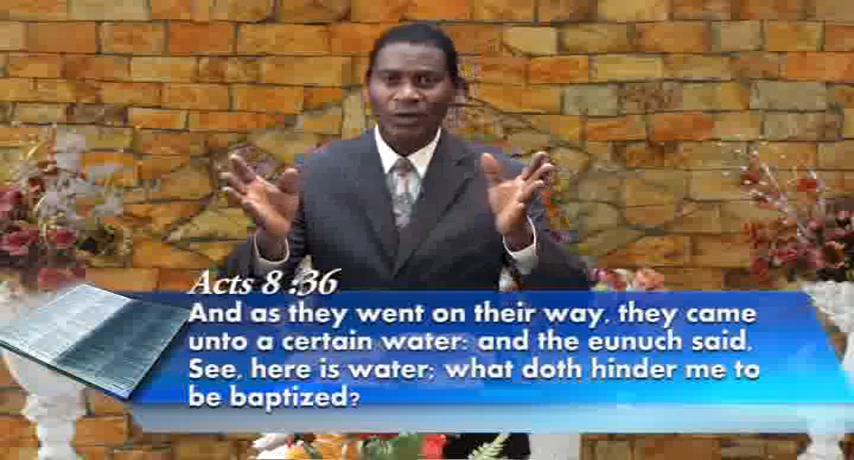 Acts 8 :36
And as they went on their way, they came
unto a certain water: and the eunuch said,
See, here is water; what doth hinder me to
be baptized?